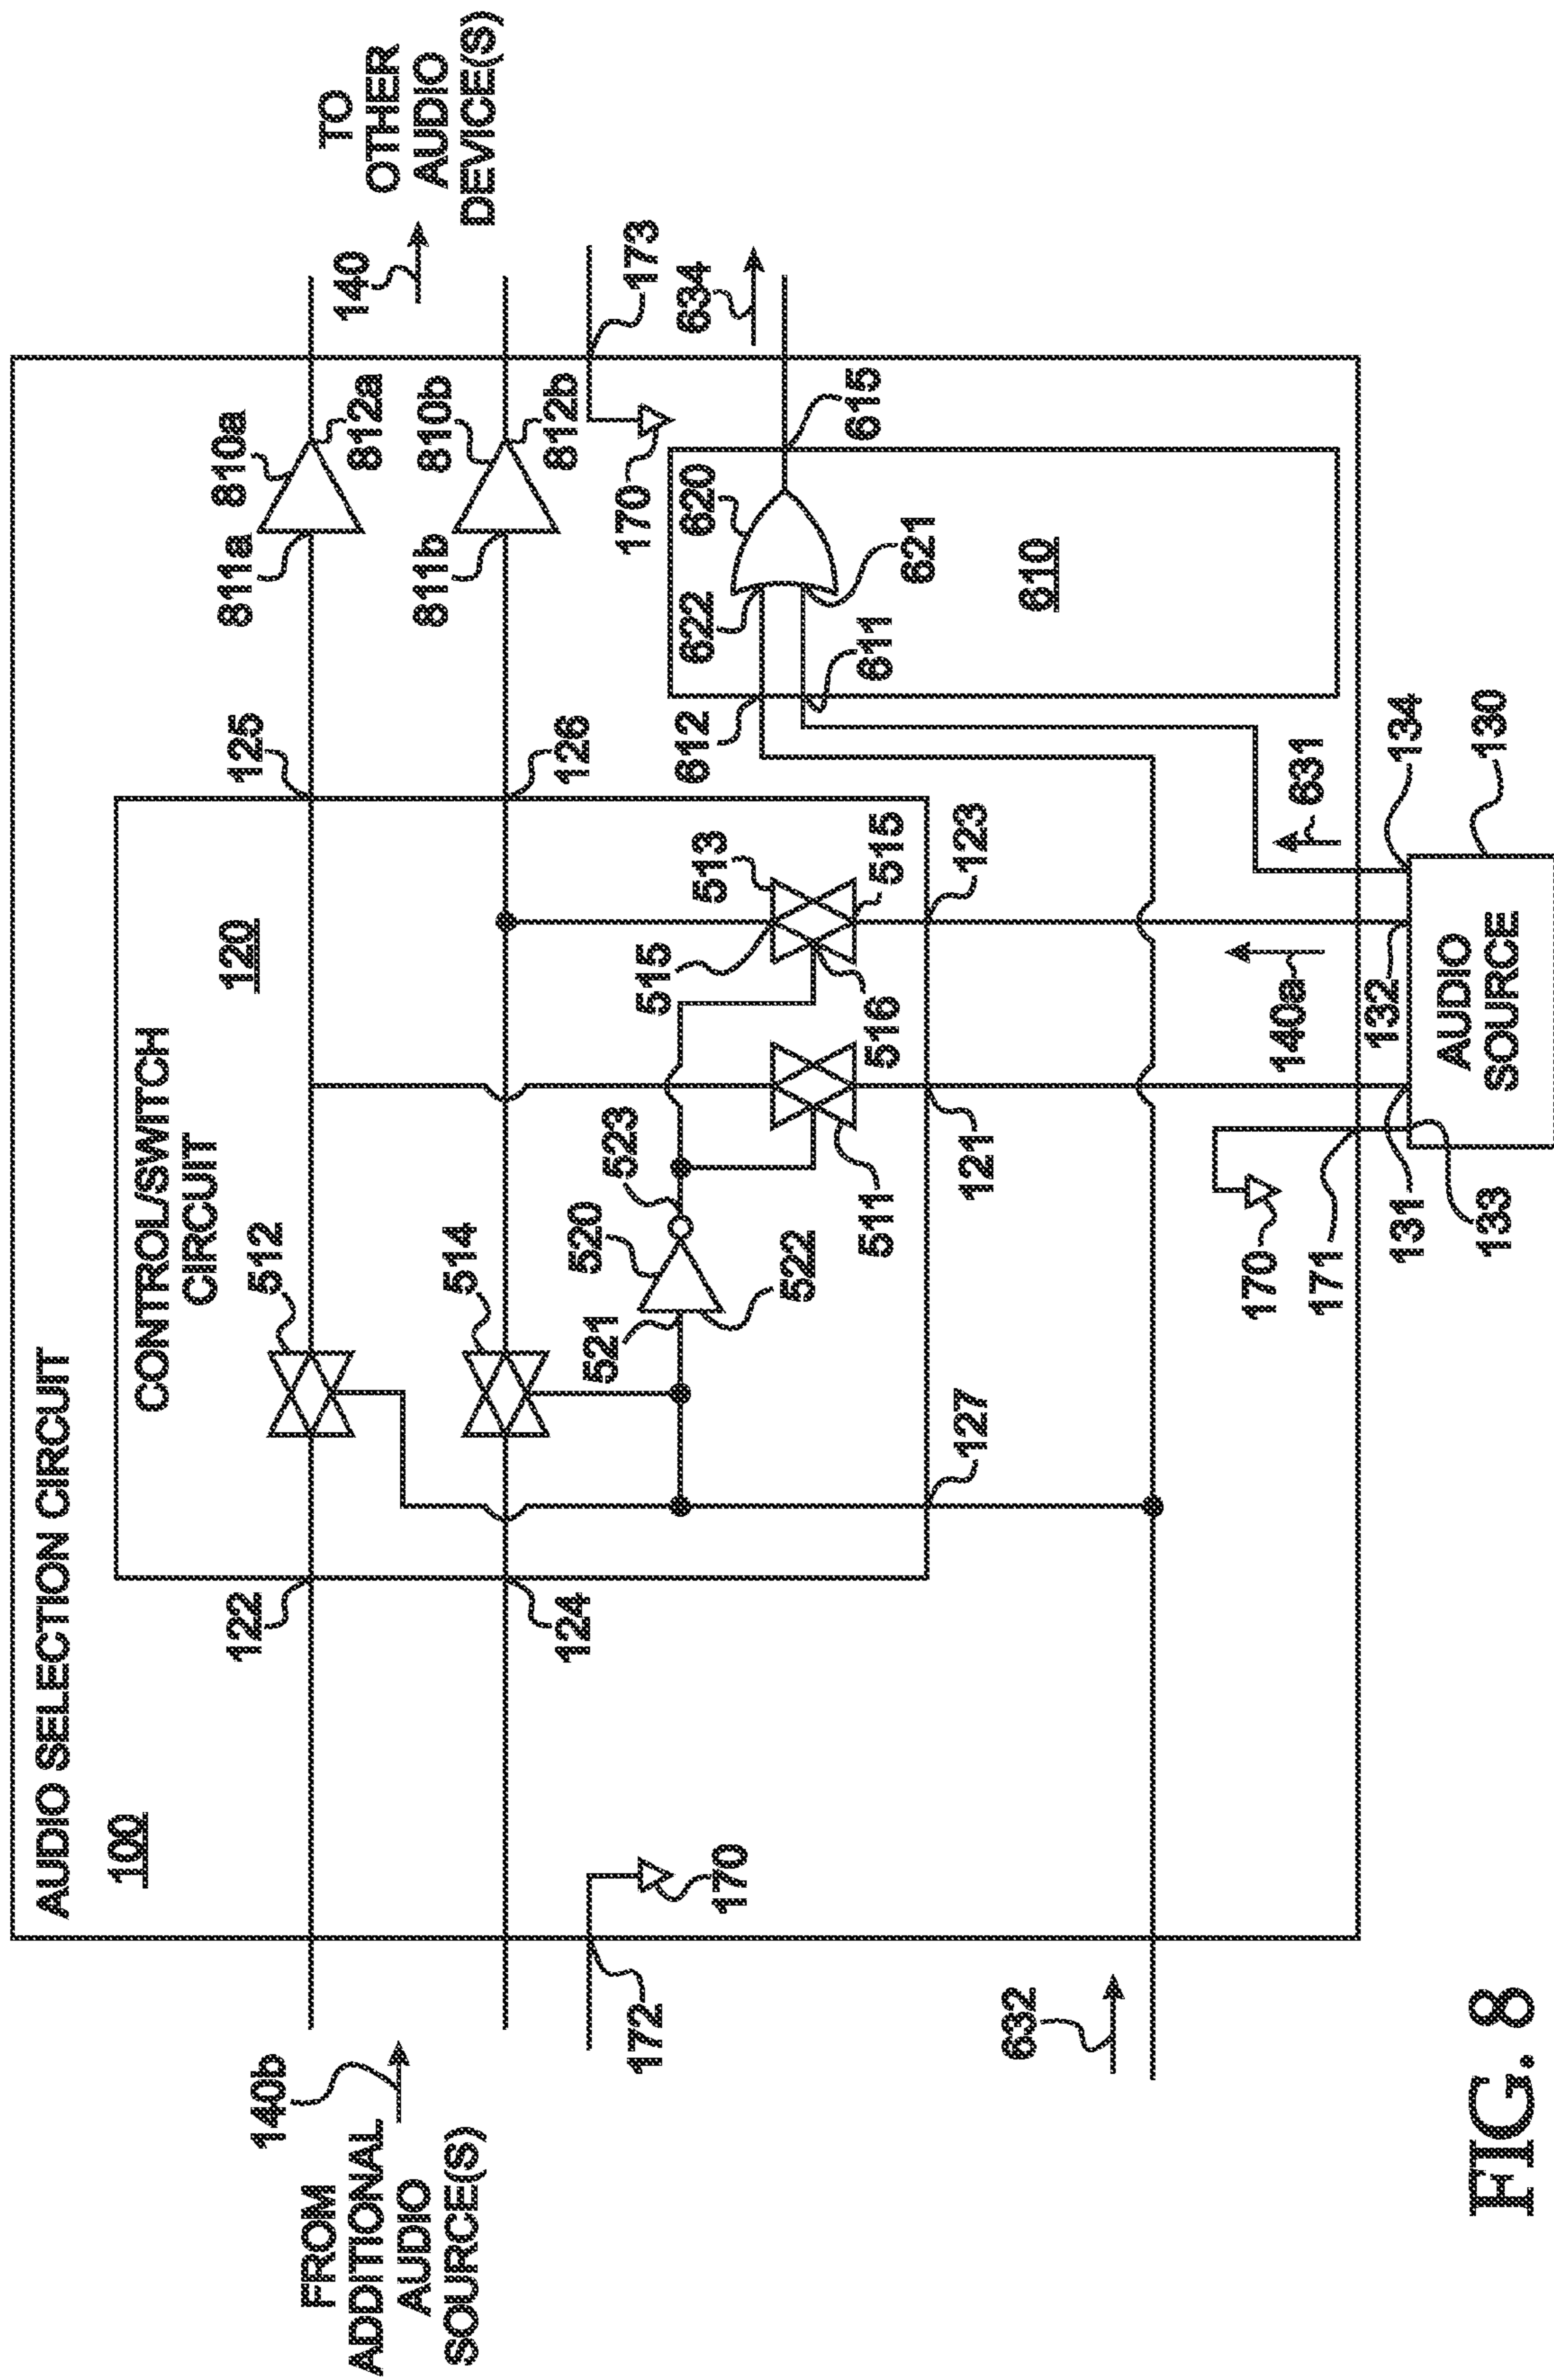 AUDIO SELECTION CIRCUIT
100
CONTROL/SWITCH
CIRCUIT
120
FROM
ADDITIONAL
AUDIO
SOURCE(S)
140b
TO
OTHER
AUDIO
DEVICE(S)
140
122
512
125
811a
810a
812a
124
514
126
811b
810b
812b
172
170
173
170
521
520
522
523
511
516
515
513
515
127
121
123
612
611
622
621
620
610
615
634
632
170
171
133
131
140a
132
631
134
130
AUDIO
SOURCE
FIG. 8